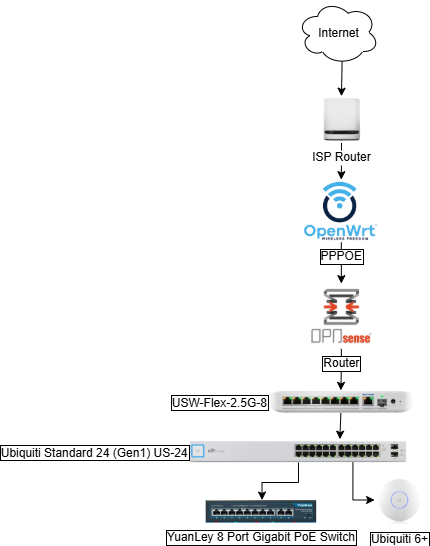 Internet
ISP Router
OpenWrt
WIRELESS FREEDOM
PPPOE
OPNsense
Router
USW-Flex-2.5G-8
Ubiquiti Standard 24 (Gen1) US-24
YuanLey 8 Port Gigabit PoE Switch
Ubiquiti 6+